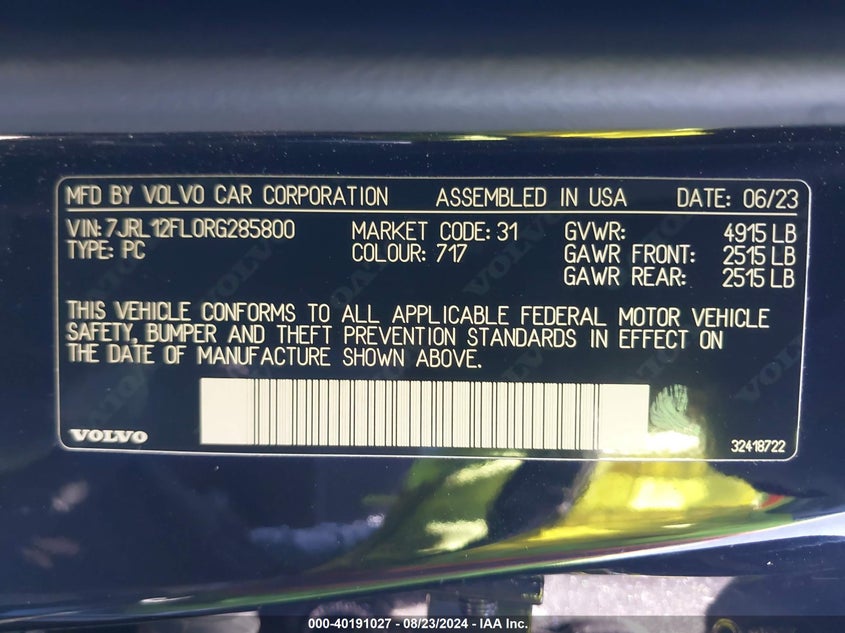 MFD BY VOLVO CAR CORPORATION ASSEMBLED IN USA DATE: 06/23
VIN: 7JRL12FL0RG285800 MARKET CODE: 31 GVWR: 4915 LB
TYPE: PC COLOUR: 717 GAWR FRONT: 2515 LB
GAWR REAR: 2515 LB
THIS VEHICLE CONFORMS TO ALL APPLICABLE FEDERAL MOTOR VEHICLE
SAFETY, BUMPER AND THEFT PREVENTION STANDARDS IN EFFECT ON
THE DATE OF MANUFACTURE SHOWN ABOVE.
VOLVO 32418722
000-40191027 - 08/23/2024 - IAA Inc.